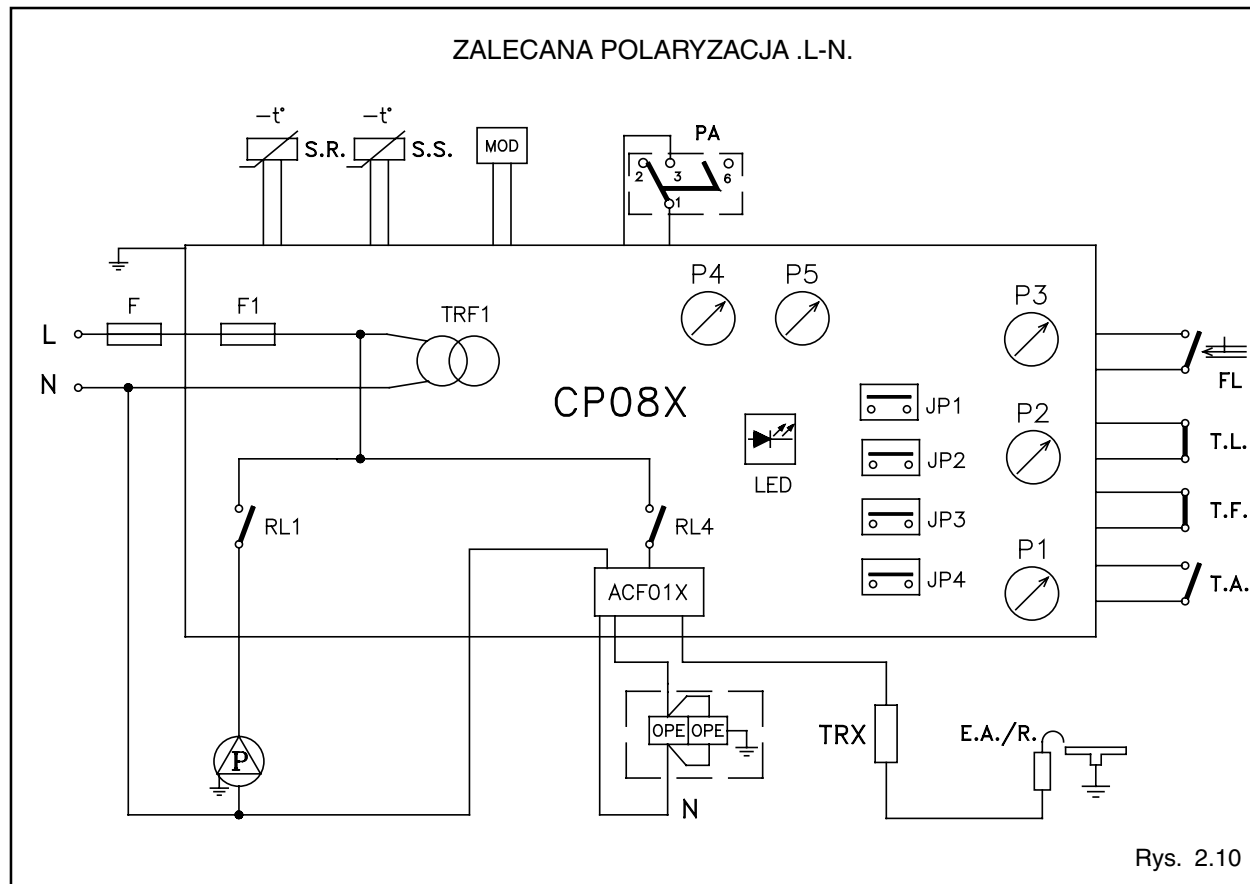 ZALECANA POLARYZACJA .L-N.
-t° S.R. -t° S.S. MOD PA
2 3 6
1
F F1 TRF1 P4 P5 P3
L
N
FL
CP08X
JP1 P2
LED JP2 T.L.
RL1 RL4 JP3 T.F.
ACF01X JP4 P1 T.A.
OPE OPE TRX E.A./R.
P
N
Rys. 2.10